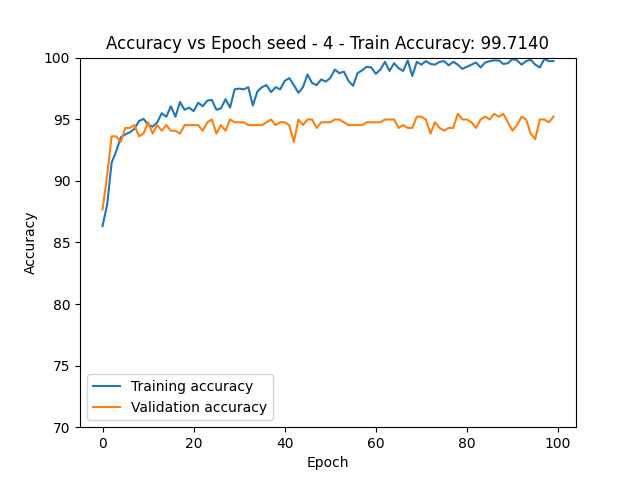 Accuracy vs Epoch seed - 4 - Train Accuracy: 99.7140
100
95
90
85
80
75
70
Accuracy
Training accuracy
Validation accuracy
0
20
40
60
80
100
Epoch